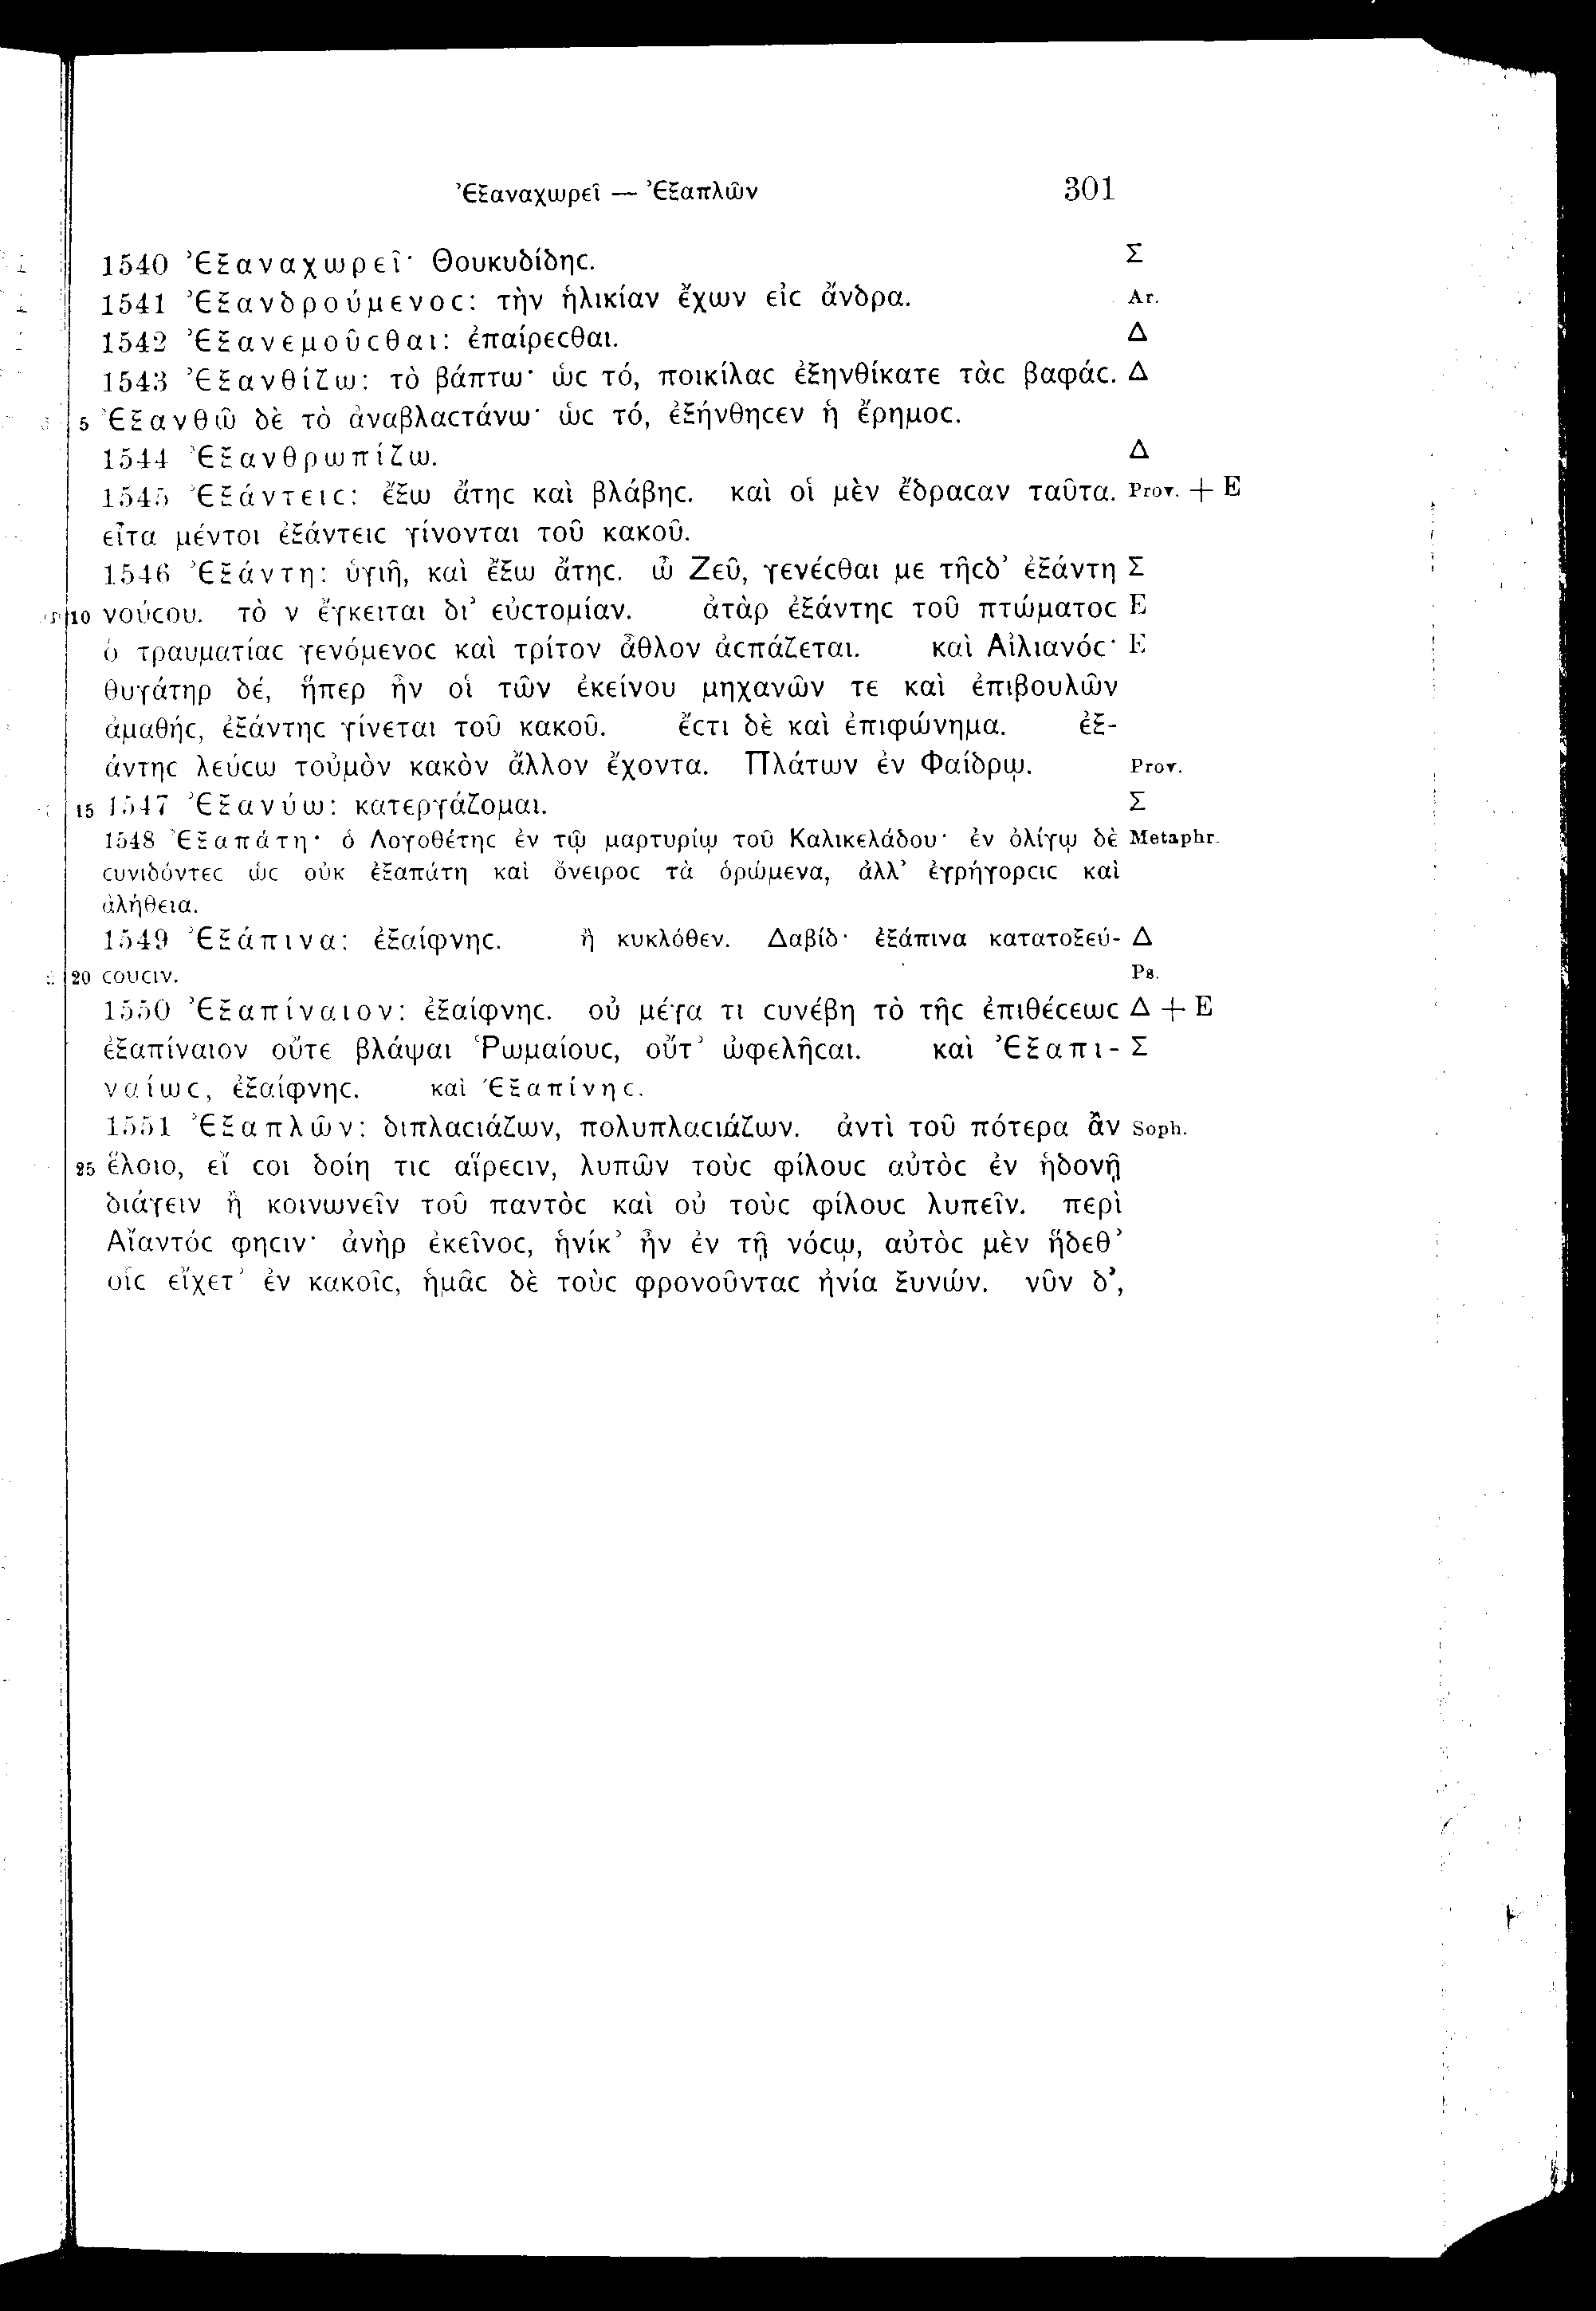 Ἐξαναχωρεῖ — Ἐξαπλῶν 301
1540 Ἐξαναχωρεῖ· Θουκυδίδηϲ. Σ
1541 Ἐξανδρούμενοϲ: τὴν ἡλικίαν ἔχων εἰϲ ἄνδρα. Ar.
1542 Ἐξανεμοῦϲθαι: ἐπαίρεϲθαι. Δ
1543 Ἐξανθίζω: τὸ βάπτω· ὡϲ τό, ποικίλαϲ ἐξηνθίκατε τὰϲ βαφάϲ. Δ
5 Ἐξανθῶ δὲ τὸ ἀναβλαϲτάνω· ὡϲ τό, ἐξήνθηϲεν ἡ ἔρημοϲ.
1544 Ἐξανθρωπίζω. Δ
1545 Ἐξάντειϲ: ἔξω ἄτηϲ καὶ βλάβηϲ. καὶ οἱ μὲν ἔδραϲαν ταῦτα. Prov. + E
εἶτα μέντοι ἐξάντειϲ γίνονται τοῦ κακοῦ.
1546 Ἐξάντη: ὑγιῆ, καὶ ἔξω ἄτηϲ. ὦ Ζεῦ, γενέϲθαι με τῆϲδ’ ἐξάντη Σ
10 νούϲου. τὸ ν ἔγκειται δι’ εὐϲτομίαν. ἀτὰρ ἐξάντηϲ τοῦ πτώματοϲ E
ὁ τραυματίαϲ γενόμενοϲ καὶ τρίτον ἆθλον ἀϲπάζεται. καὶ Αἰλιανόϲ· E
θυγάτηρ δέ, ἥπερ ἦν οἱ τῶν ἐκείνου μηχανῶν τε καὶ ἐπιβουλῶν
ἀμαθήϲ, ἐξάντηϲ γίνεται τοῦ κακοῦ. ἔϲτι δὲ καὶ ἐπιφώνημα. ἐξ-
άντηϲ λεύϲω τοὐμὸν κακὸν ἄλλον ἔχοντα. Πλάτων ἐν Φαίδρῳ. Prov.
15 1547 Ἐξανύω: κατεργάζομαι. Σ
1548 Ἐξαπάτη· ὁ Λογοθέτηϲ ἐν τῷ μαρτυρίῳ τοῦ Καλικελάδου· ἐν ὀλίγῳ δὲ Metaphr.
ϲυνιδόντεϲ ὡϲ οὐκ ἐξαπάτη καὶ ὄνειροϲ τὰ ὁρώμενα, ἀλλ’ ἐγρήγορϲιϲ καὶ
ἀλήθεια.
1549 Ἐξάπινα: ἐξαίφνηϲ. ἢ κυκλόθεν. Δαβίδ· ἐξάπινα κατατοξεύ- Δ
20 ϲουϲιν. Ps.
1550 Ἐξαπίναιον: ἐξαίφνηϲ. οὐ μέγα τι ϲυνέβη τὸ τῆϲ ἐπιθέϲεωϲ Δ + E
ἐξαπίναιον οὔτε βλάψαι Ῥωμαίουϲ, οὔτ’ ὠφελῆϲαι. καὶ Ἐξαπι- Σ
ναίωϲ, ἐξαίφνηϲ. καὶ Ἐξαπίνηϲ.
1551 Ἐξαπλῶν: διπλαϲιάζων, πολυπλαϲιάζων. ἀντὶ τοῦ πότερα ἂν Soph.
25 ἕλοιο, εἴ ϲοι δοίη τιϲ αἵρεϲιν, λυπῶν τοὺϲ φίλουϲ αὐτὸϲ ἐν ἡδονῇ
διάγειν ἢ κοινωνεῖν τοῦ παντὸϲ καὶ οὐ τοὺϲ φίλουϲ λυπεῖν. περὶ
Αἴαντόϲ φηϲιν· ἀνὴρ ἐκεῖνοϲ, ἡνίκ’ ἦν ἐν τῇ νόϲῳ, αὐτὸϲ μὲν ἥδεθ’
οἷϲ εἴχετ’ ἐν κακοῖϲ, ἡμᾶϲ δὲ τοὺϲ φρονοῦνταϲ ἠνία ξυνών. νῦν δ’,